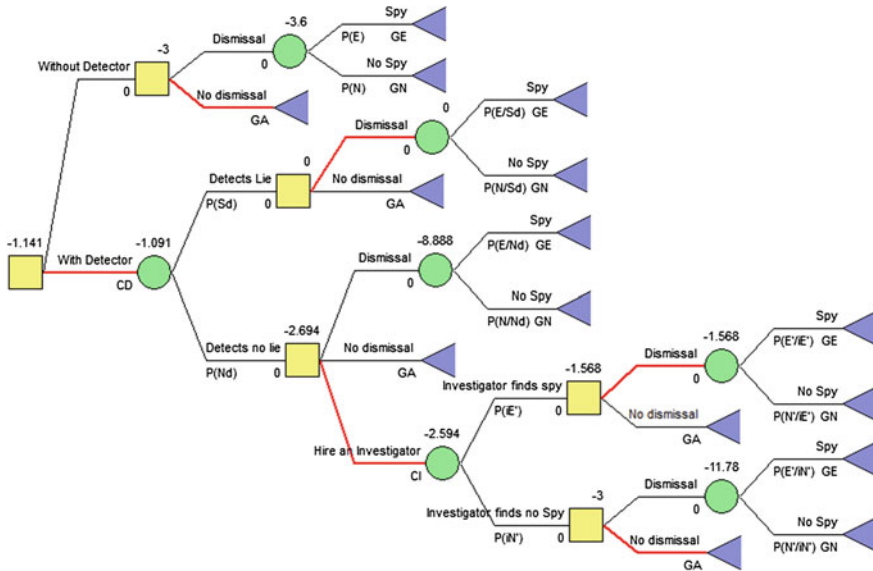 -3.6
Spy
P(E) GE
Dismissal
0
-3
No Spy
P(N) GN
Without Detector
0
No dismissal
GA
0
Spy
P(E/Sd) GE
Dismissal
0
No Spy
P(N/Sd) GN
0
Detects Lie
P(Sd)
0
No dismissal
GA
-1.141
-1.091
With Detector
CD
-8.888
Spy
P(E/Nd) GE
Dismissal
0
No Spy
P(N/Nd) GN
-2.694
Detects no lie
P(Nd)
0
No dismissal
GA
Hire an Investigator
CI
-2.594
-1.568
Investigator finds spy
P(iE')
0
Dismissal
0
-1.568
Spy
P(E'/iE') GE
No Spy
P(N'/iE') GN
No dismissal
GA
-3
Investigator finds no Spy
P(iN')
0
Dismissal
0
-11.78
Spy
P(E'/iN') GE
No Spy
P(N'/iN') GN
No dismissal
GA